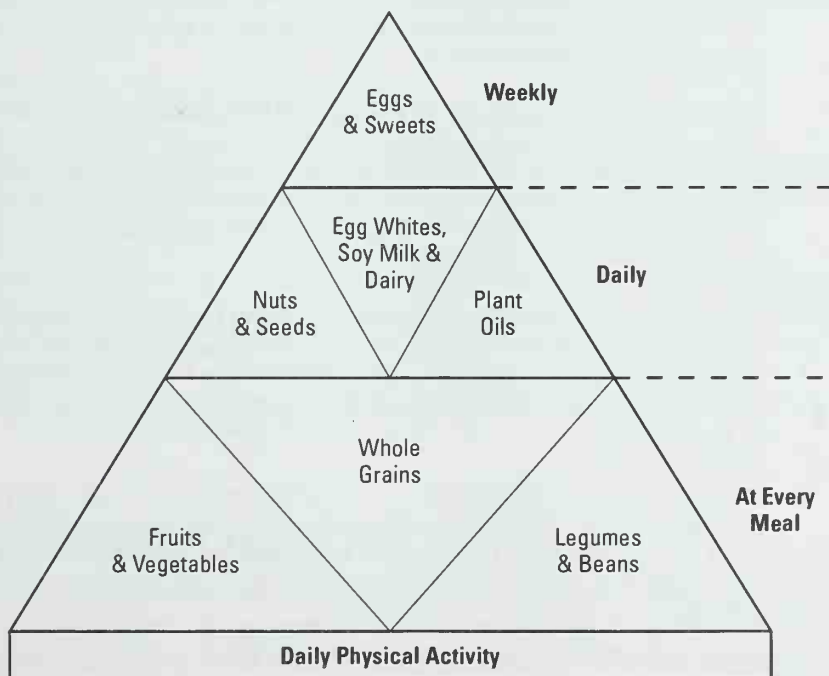 Eggs
& Sweets
Weekly
Egg Whites,
Soy Milk &
Dairy
Nuts
& Seeds
Plant
Oils
Daily
Whole
Grains
Fruits
& Vegetables
Legumes
& Beans
At Every
Meal
Daily Physical Activity